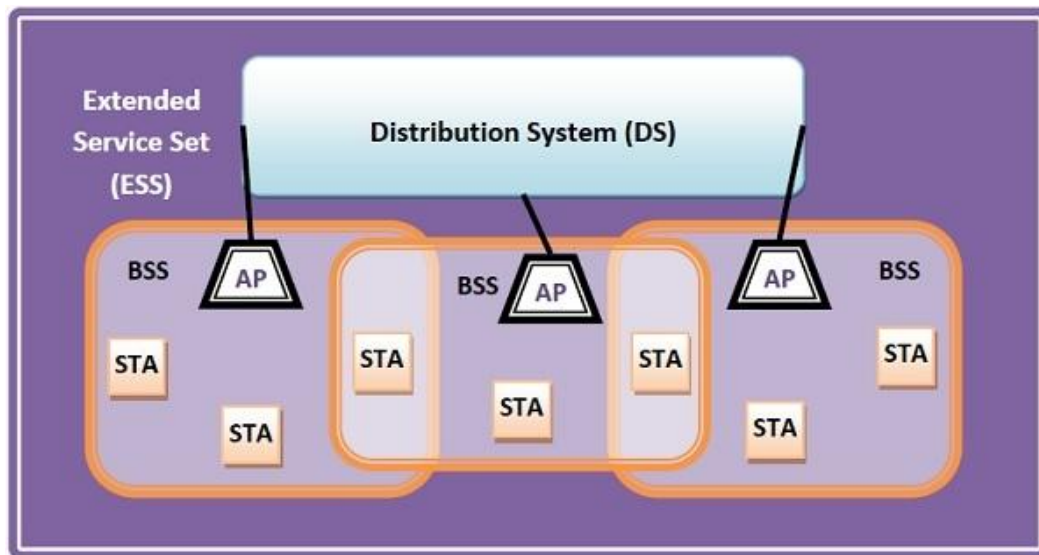 Extended
Service Set
(ESS)
Distribution System (DS)
BSS
AP
BSS
AP
AP
BSS
STA
STA
STA
STA
STA
STA
STA